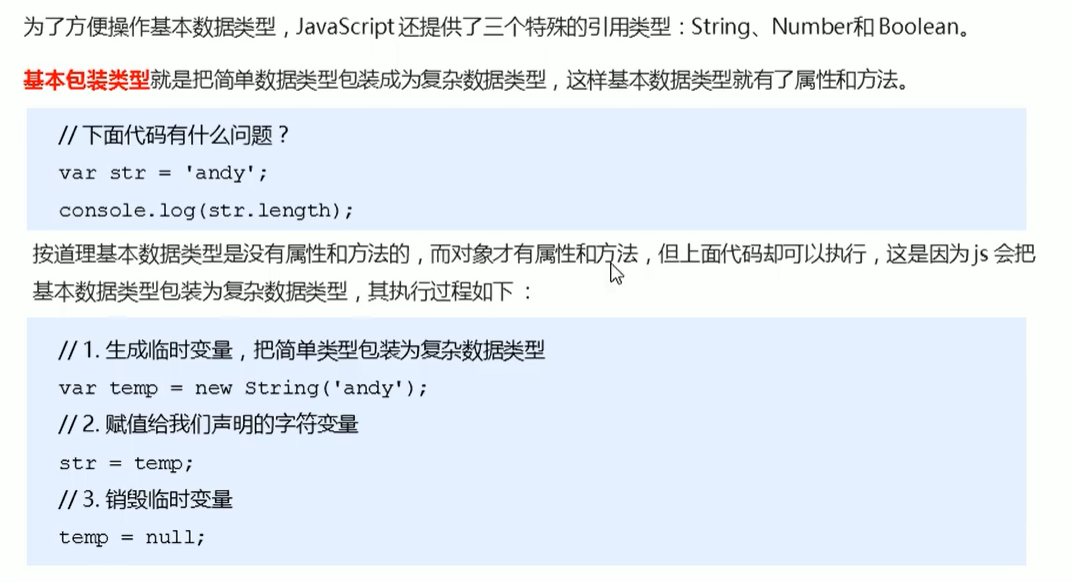 为了方便操作基本数据类型，JavaScript 还提供了三个特殊的引用类型：String、Number和 Boolean。
基本包装类型就是把简单数据类型包装成为复杂数据类型，这样基本数据类型就有了属性和方法。
// 下面代码有什么问题？
var str = 'andy';
console.log(str.length);
按道理基本数据类型是没有属性和方法的，而对象才有属性和方法，但上面代码却可以执行，这是因为 js 会把
基本数据类型包装为复杂数据类型，其执行过程如下 ：
// 1. 生成临时变量，把简单类型包装为复杂数据类型
var temp = new String('andy');
// 2. 赋值给我们声明的字符变量
str = temp;
// 3. 销毁临时变量
temp = null;